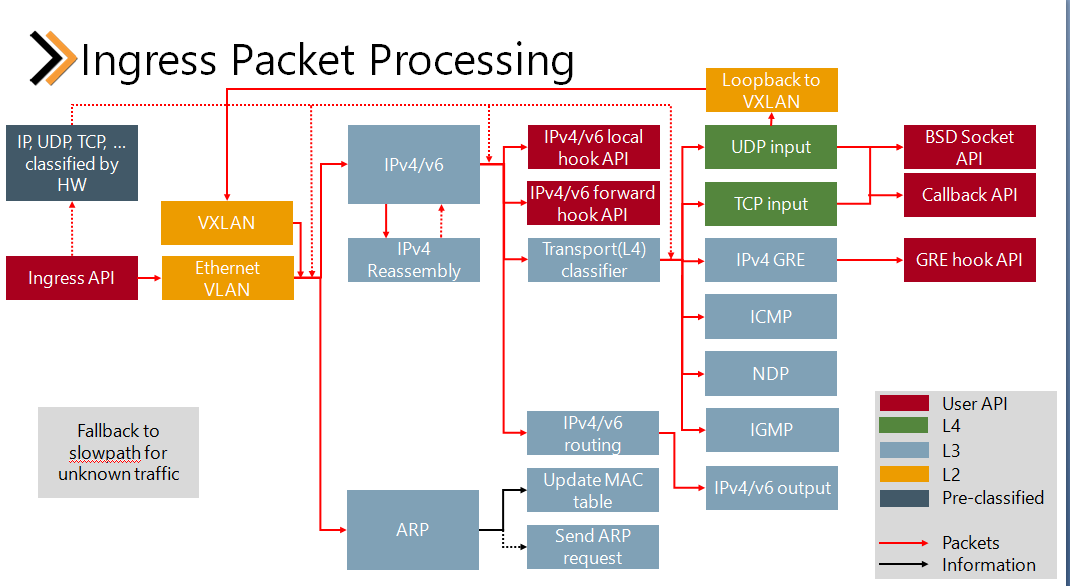 Ingress Packet Processing
Loopback to
VXLAN
IP, UDP, TCP, ...
classified by
HW
IPv4/v6
IPv4/v6 local
hook API
UDP input
BSD Socket
API
IPv4/v6 forward
hook API
TCP input
Callback API
VXLAN
IPv4
Reassembly
Transport(L4)
classifier
IPv4 GRE
GRE hook API
Ingress API
Ethernet
VLAN
ICMP
NDP
Fallback to
slowpath for
unknown traffic
IPv4/v6
routing
IGMP
Update MAC
table
IPv4/v6 output
ARP
Send ARP
request
User API
L4
L3
L2
Pre-classified
Packets
Information